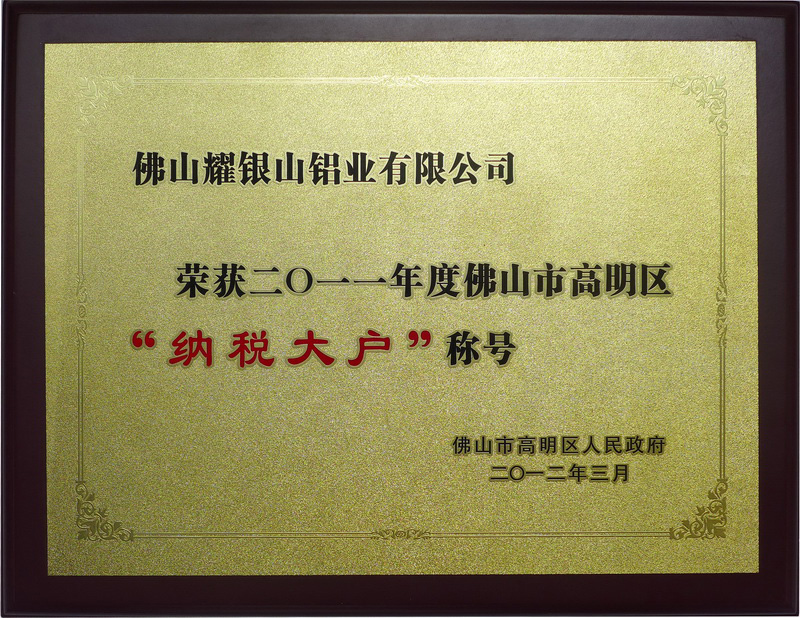 佛山耀银山铝业有限公司
荣获二〇一一年度佛山市高明区
“纳税大户”称号
佛山市高明区人民政府
二〇一二年三月